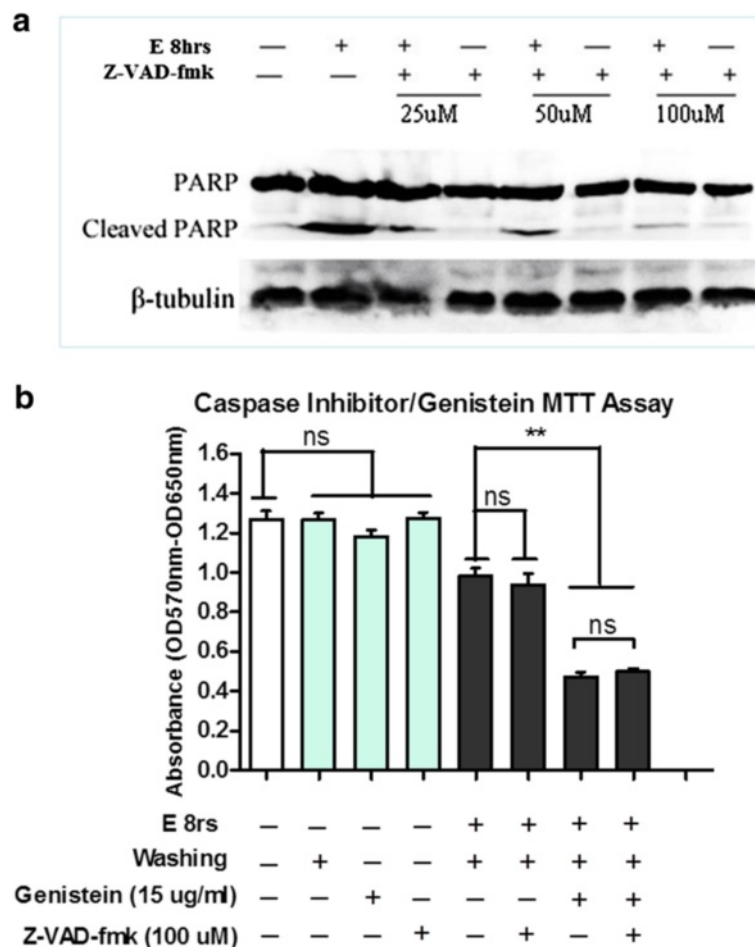 a
E 8hrs — + + — + — + —
Z-VAD-fmk — — + + + + + +
25uM 50uM 100uM
PARP
Cleaved PARP
β-tubulin
b
Caspase Inhibitor/Genistein MTT Assay
Absorbance (OD570nm-OD650nm)
1.6
1.4
1.2
1.0
0.8
0.6
0.4
0.2
0.0
ns
**
ns
ns
E 8rs — — — — + + + +
Washing — + — — + + + +
Genistein (15 ug/ml) — — + — — — + +
Z-VAD-fmk (100 uM) — — — + — + — +